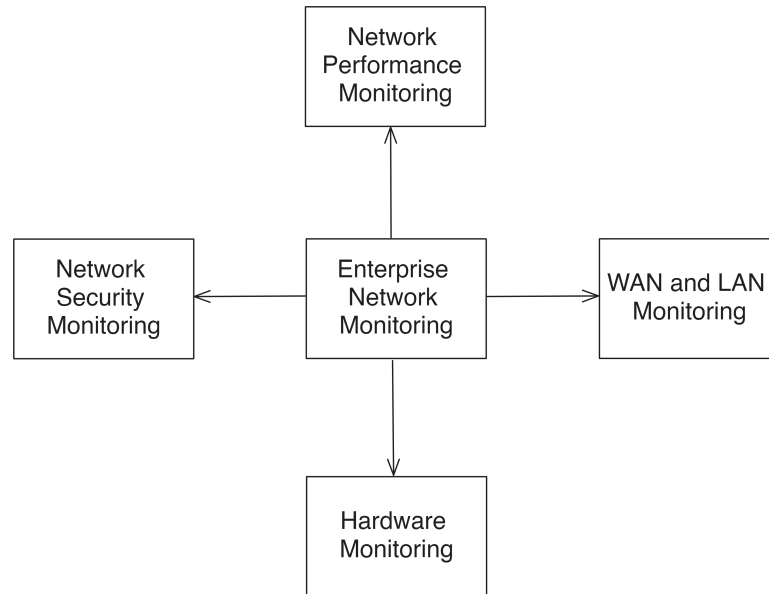 Network
Performance
Monitoring
Network
Security
Monitoring
Enterprise
Network
Monitoring
WAN and LAN
Monitoring
Hardware
Monitoring